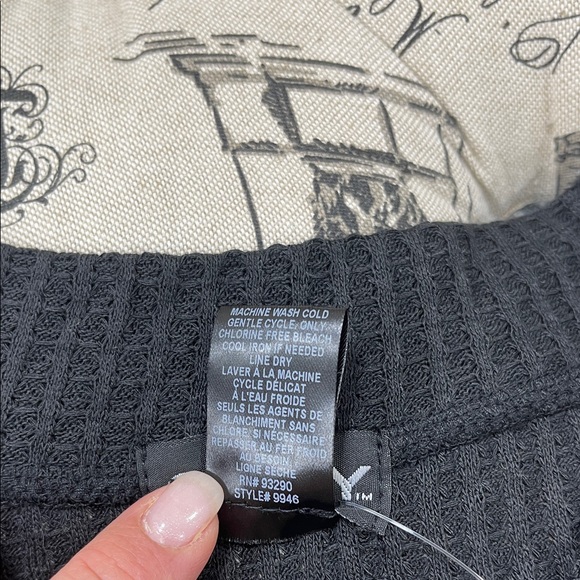 MACHINE WASH COLD
GENTLE CYCLE, ONLY
CHLORINE FREE BLEACH
COOL IRON IF NEEDED
LINE DRY
LAVER À LA MACHINE
CYCLE DÉLICAT
À L'EAU FROIDE
SEULS LES AGENTS DE
BLANCHIMENT SANS
CHLORE, SI NÉCESSAIRE
REPASSER AU FER FROID
AU BESOIN
LIGNE SÈCHE
RN# 93290
STYLE# 9946
Y™